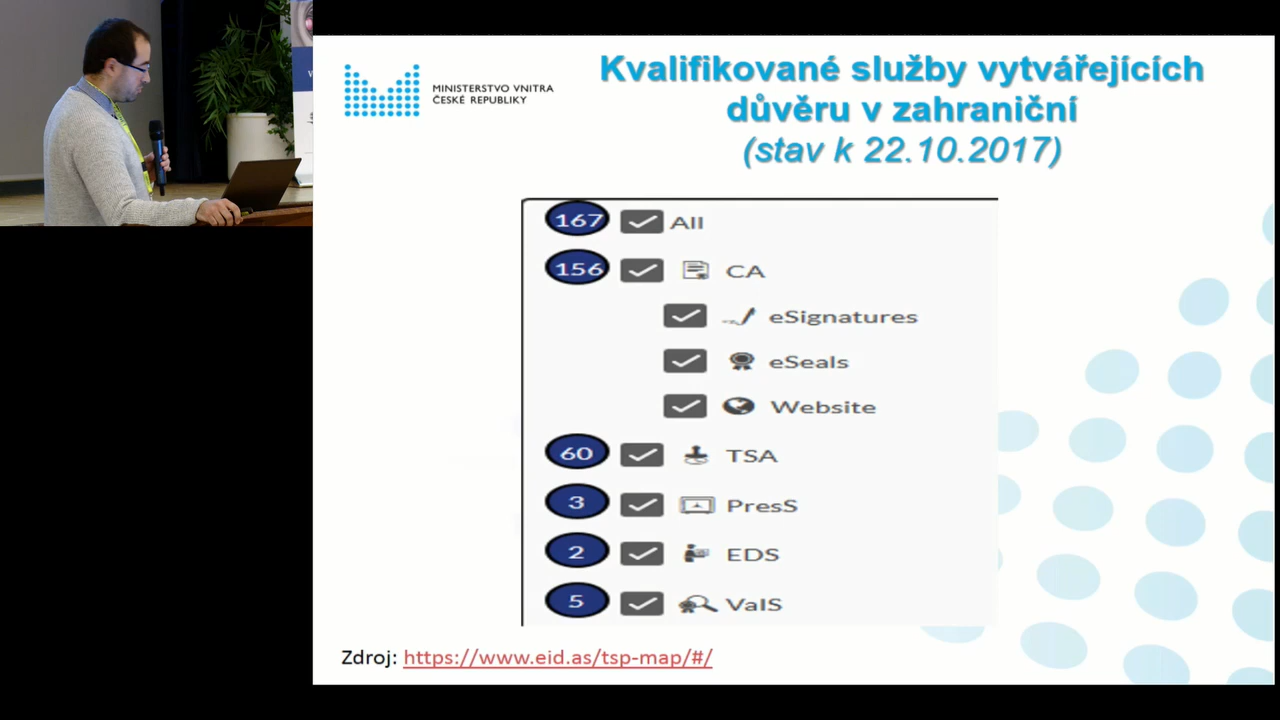 MINISTERSTVO VNITRA
ČESKÉ REPUBLIKY
Kvalifikované služby vytvářejících
důvěru v zahraniční
(stav k 22.10.2017)
167 All
156 CA
eSignatures
eSeals
Website
60 TSA
3 PresS
2 EDS
5 ValS
Zdroj: https://www.eid.as/tsp-map/#/